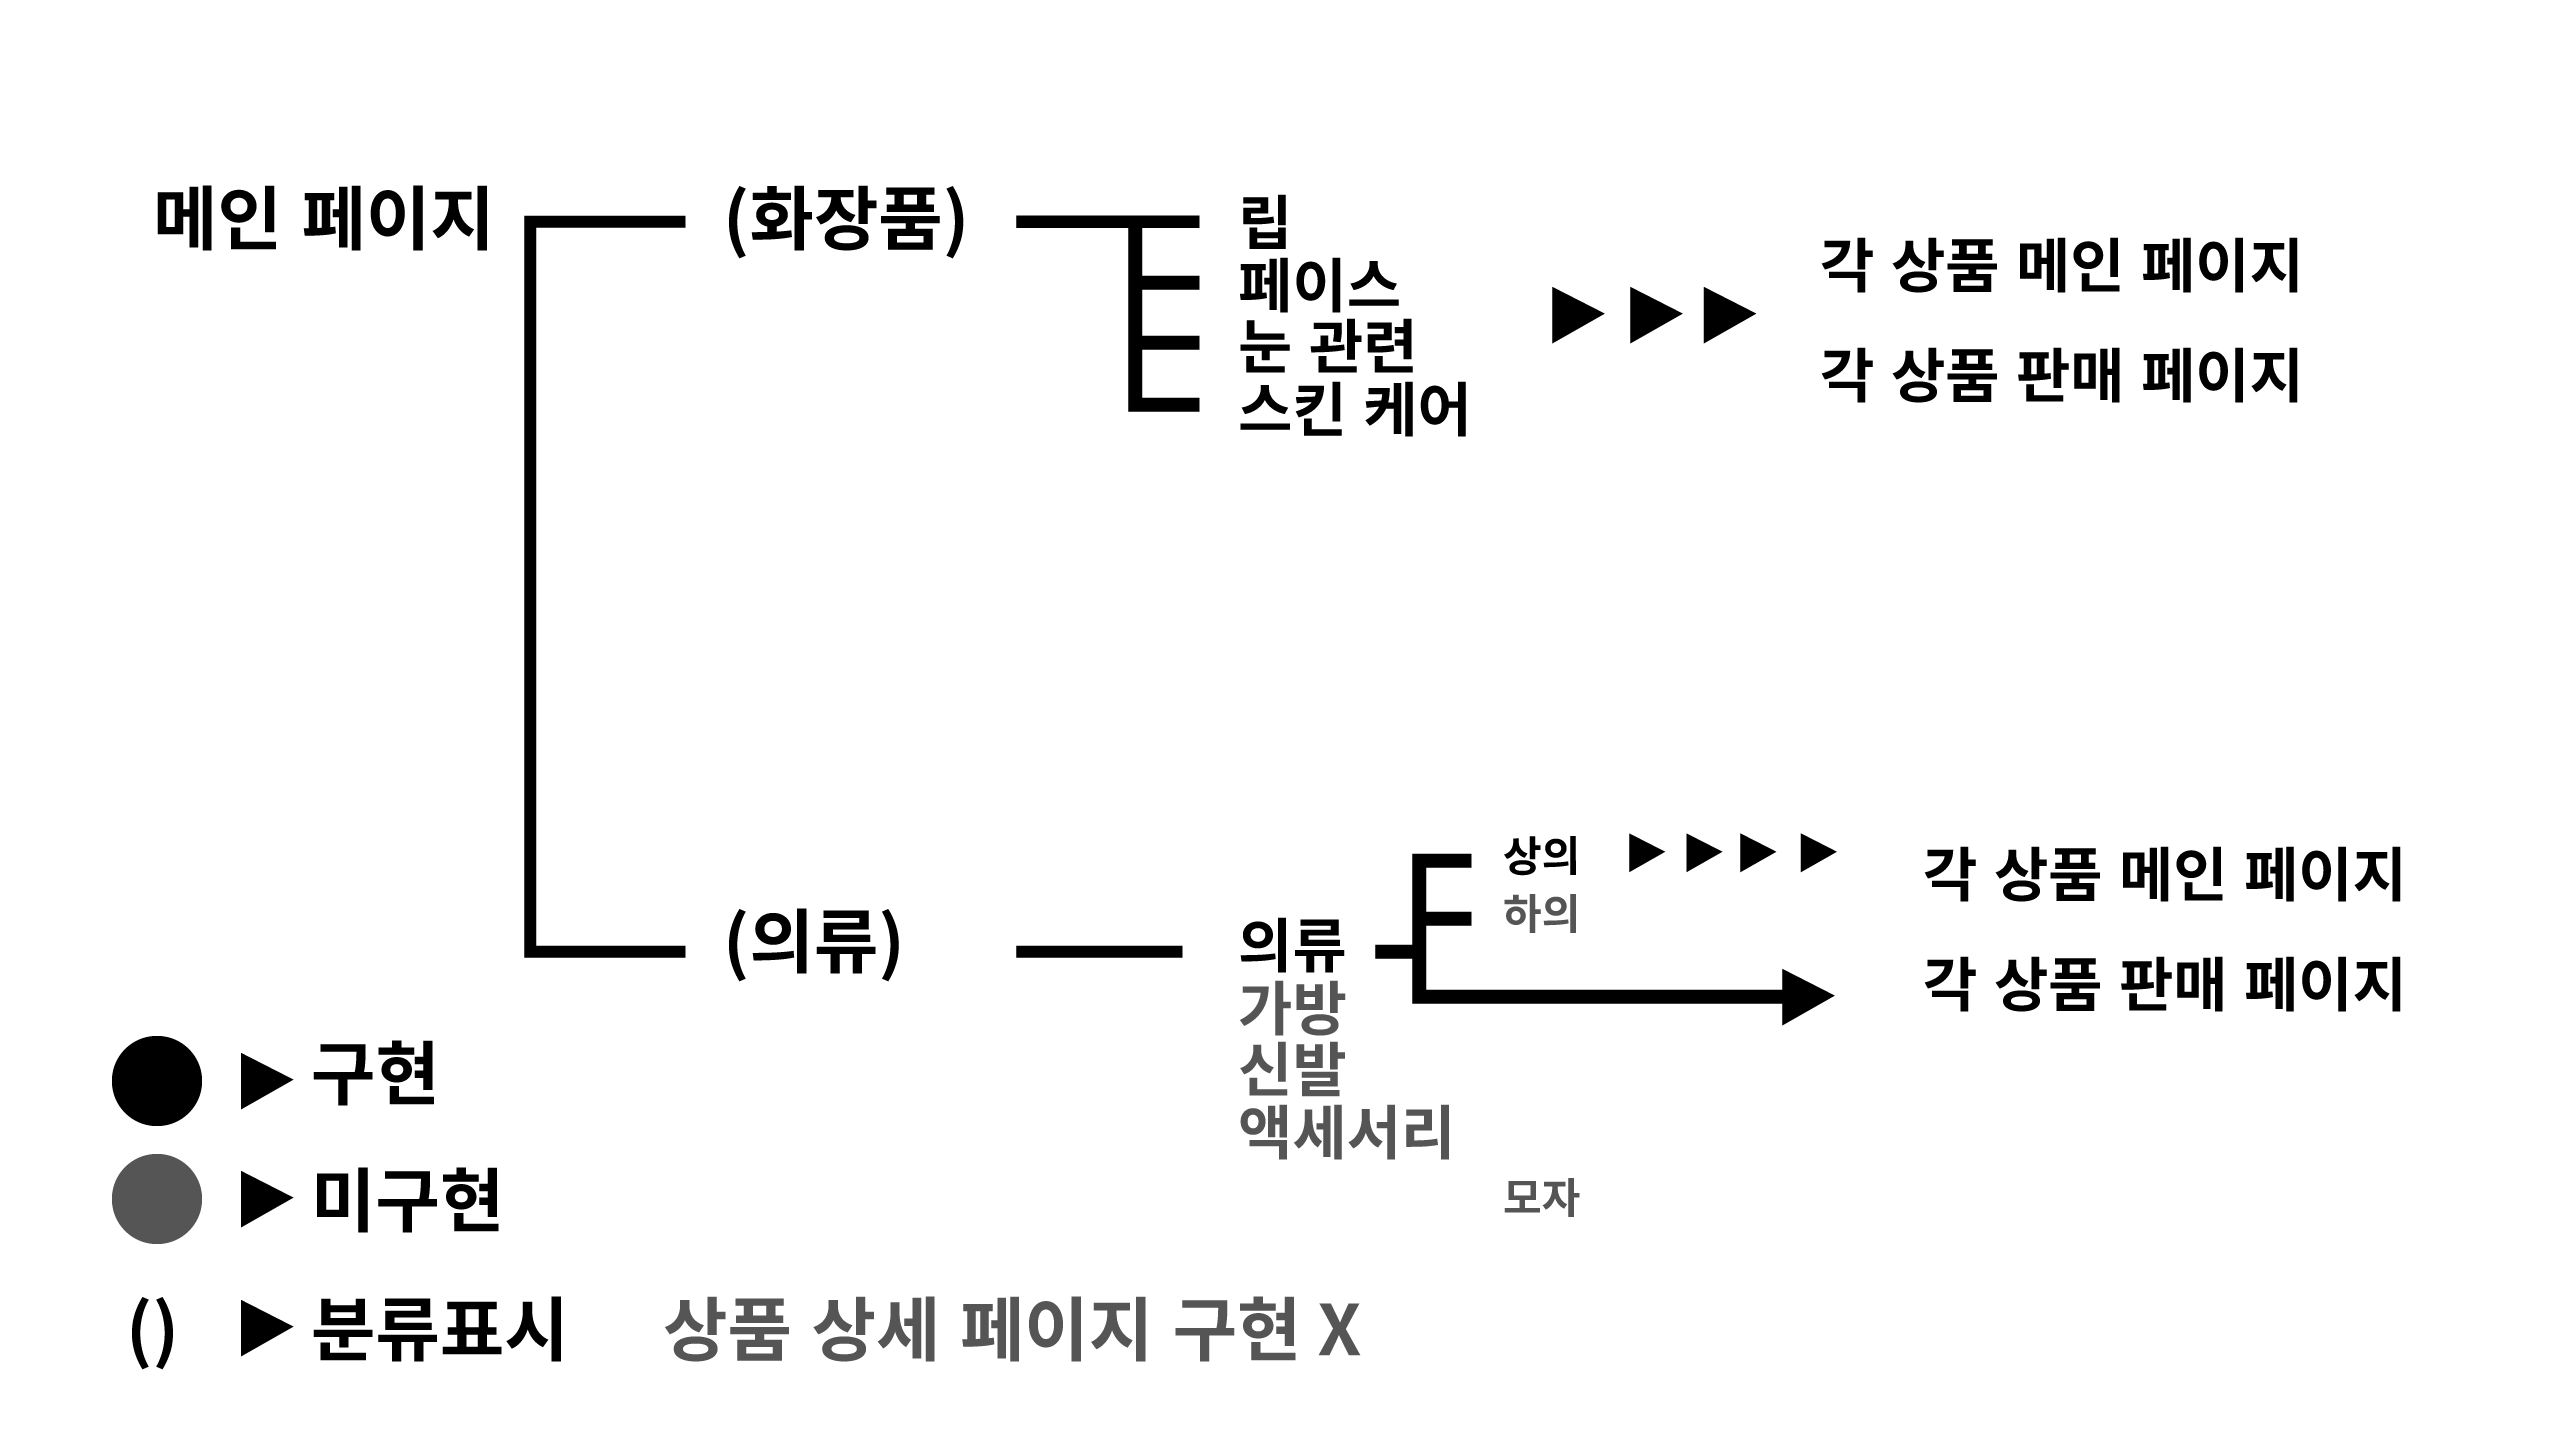 메인 페이지
(화장품)
립
페이스
눈 관련
스킨 케어
각 상품 메인 페이지
각 상품 판매 페이지
(의류)
의류
가방
신발
액세서리
상의
하의
모자
각 상품 메인 페이지
각 상품 판매 페이지
구현
미구현
() 분류표시
상품 상세 페이지 구현 X